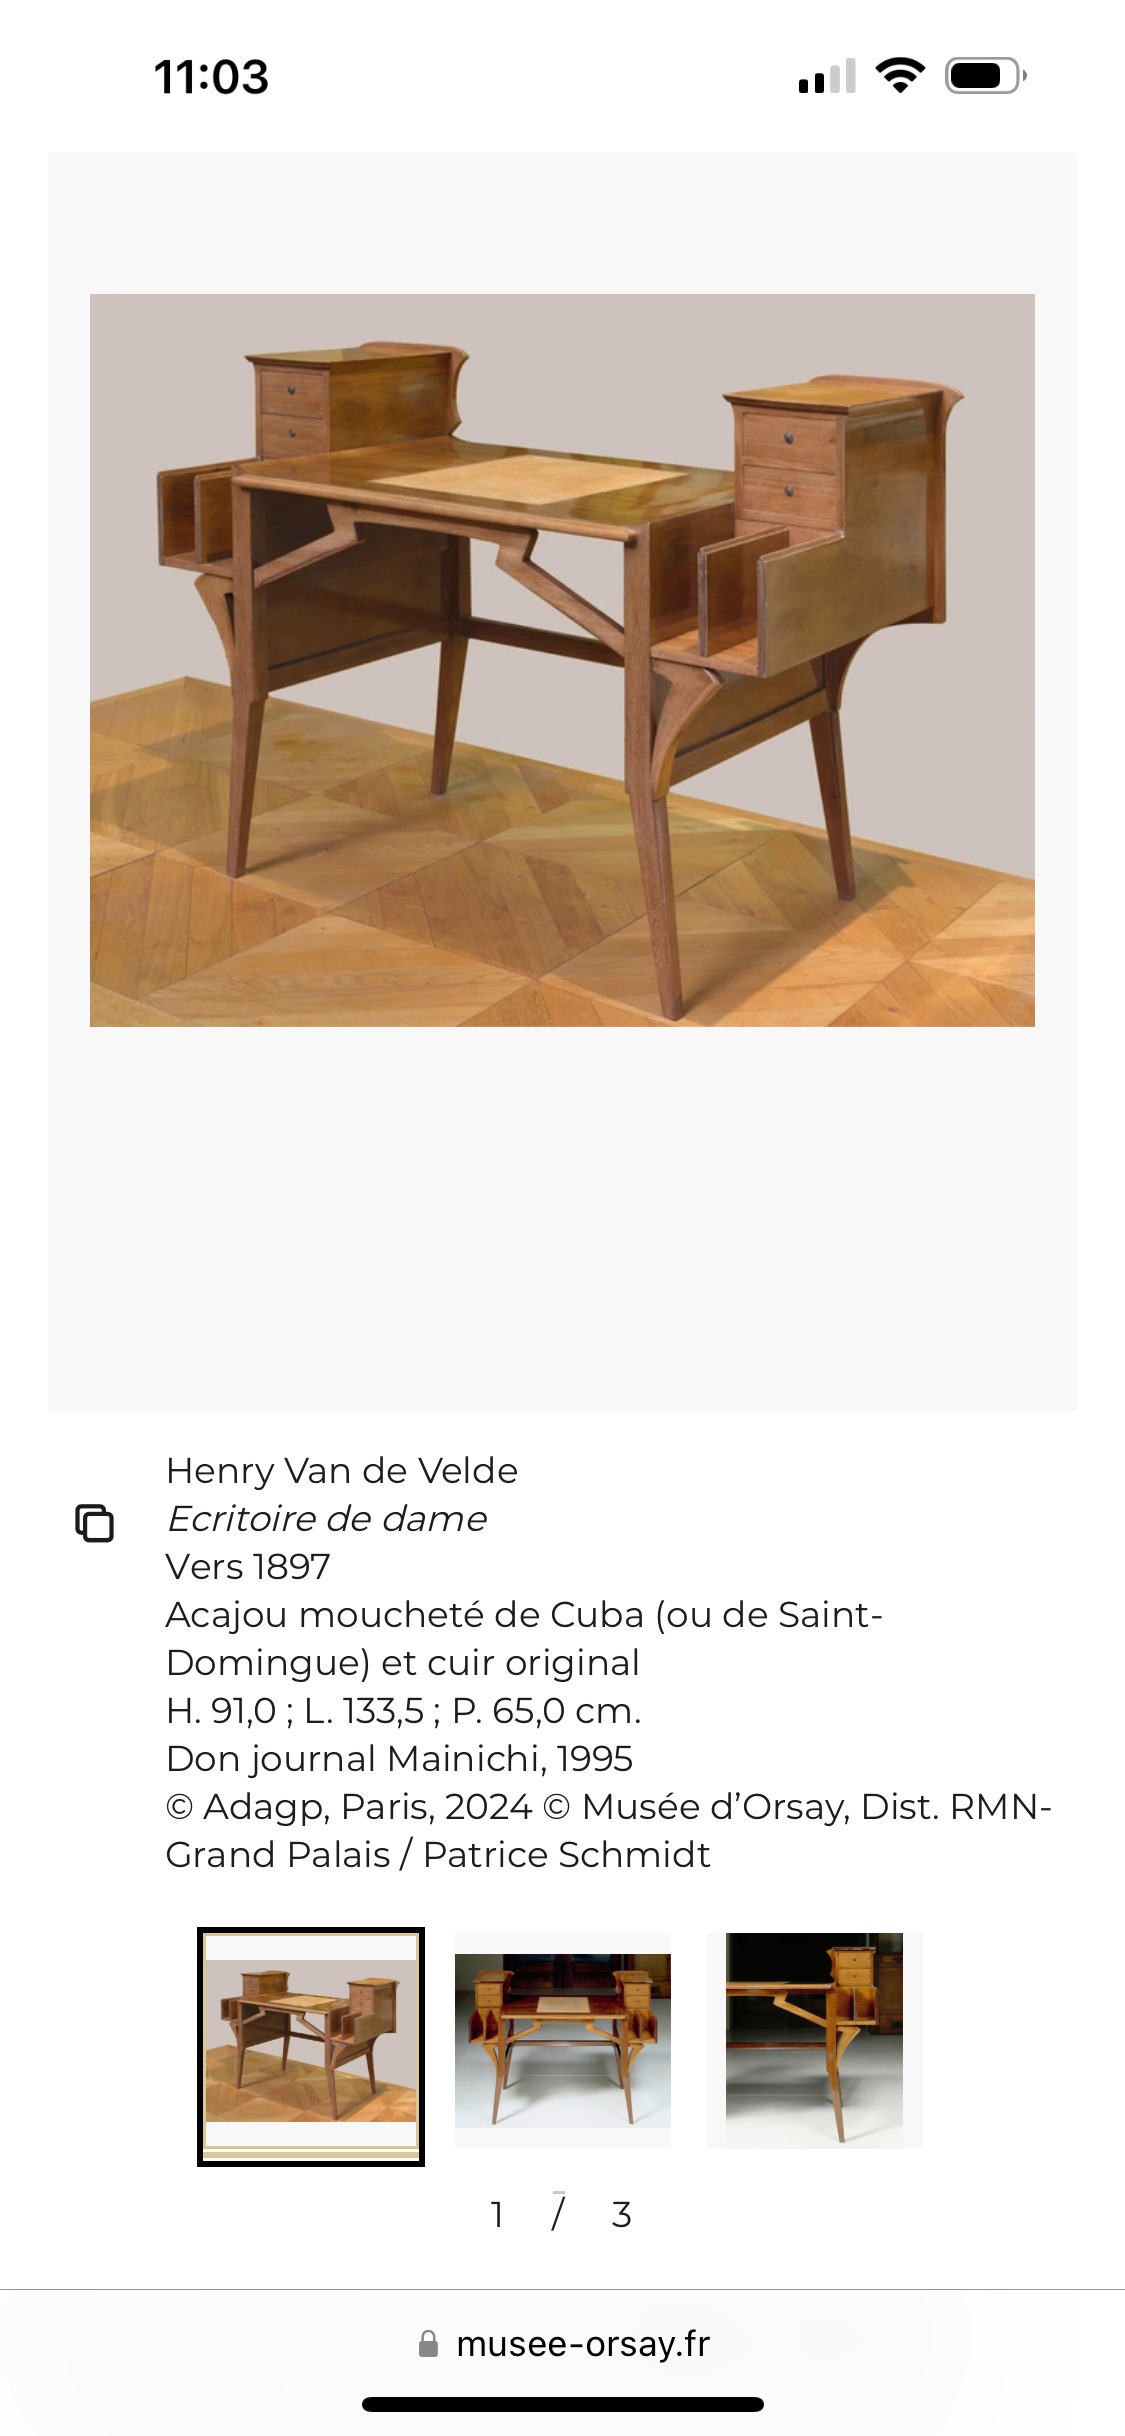 11:03
Henry Van de Velde
Ecritoire de dame
Vers 1897
Acajou moucheté de Cuba (ou de Saint-
Domingue) et cuir original
H. 91,0 ; L. 133,5 ; P. 65,0 cm.
Don journal Mainichi, 1995
© Adagp, Paris, 2024 © Musée d’Orsay, Dist. RMN-
Grand Palais / Patrice Schmidt
1 / 3
musee-orsay.fr